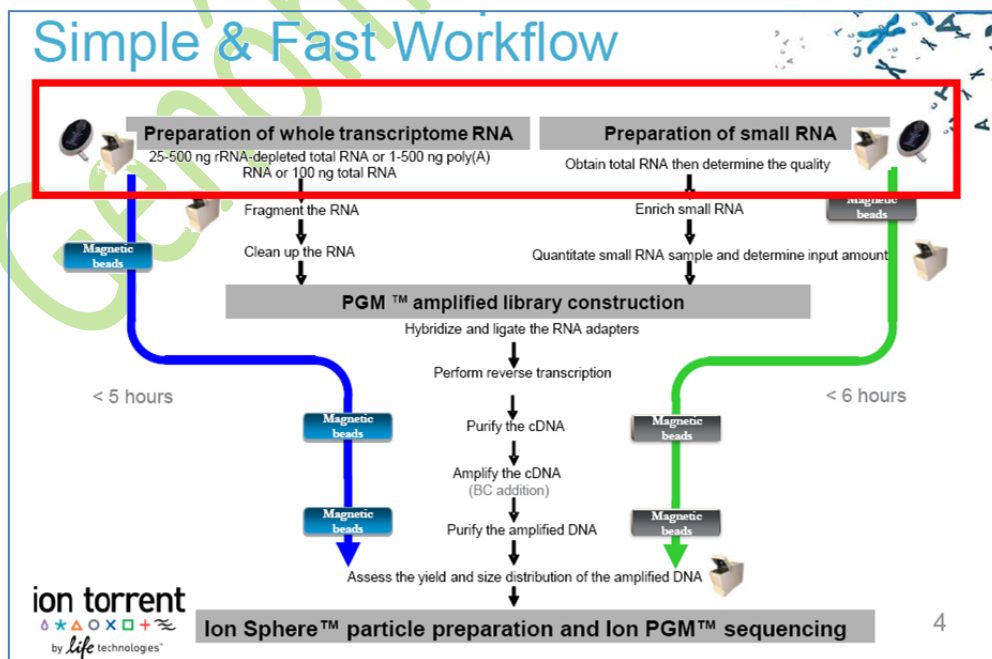 Simple & Fast Workflow
Preparation of whole transcriptome RNA
25-500 ng rRNA-depleted total RNA or 1-500 ng poly(A)
RNA or 100 ng total RNA
Fragment the RNA
Clean up the RNA
Preparation of small RNA
Obtain total RNA then determine the quality
Enrich small RNA
Quantitate small RNA sample and determine input amount
Magnetic
beads
Magnetic
beads
PGM ™ amplified library construction
Hybridize and ligate the RNA adapters
Perform reverse transcription
< 5 hours
< 6 hours
Purify the cDNA
Magnetic
beads
Magnetic
beads
Amplify the cDNA
(BC addition)
Purify the amplified DNA
Magnetic
beads
Magnetic
beads
Assess the yield and size distribution of the amplified DNA
ion torrent
by life technologies™
Ion Sphere™ particle preparation and Ion PGM™ sequencing
4